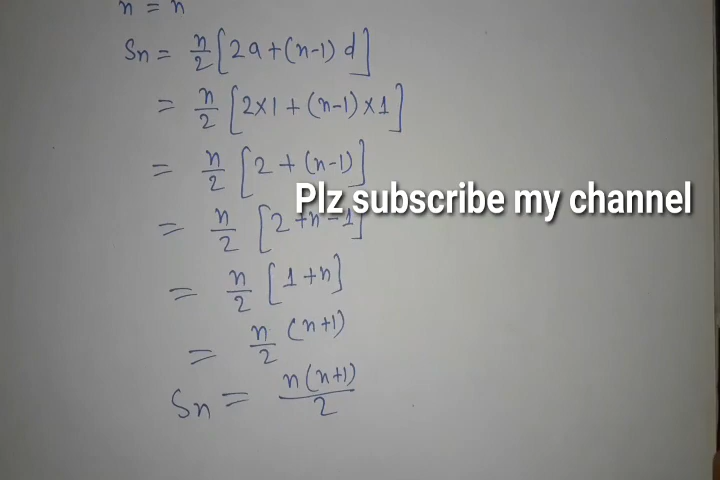 n = n
Sn = n/2 [2a+(n-1) d]
= n/2 [2×1 + (n-1) ×1]
= n/2 [2 + (n-1)]
Plz subscribe my channel
= n/2 [2+n-1]
= n/2 [1+n]
= n/2 (n+1)
Sn = n(n+1)/2